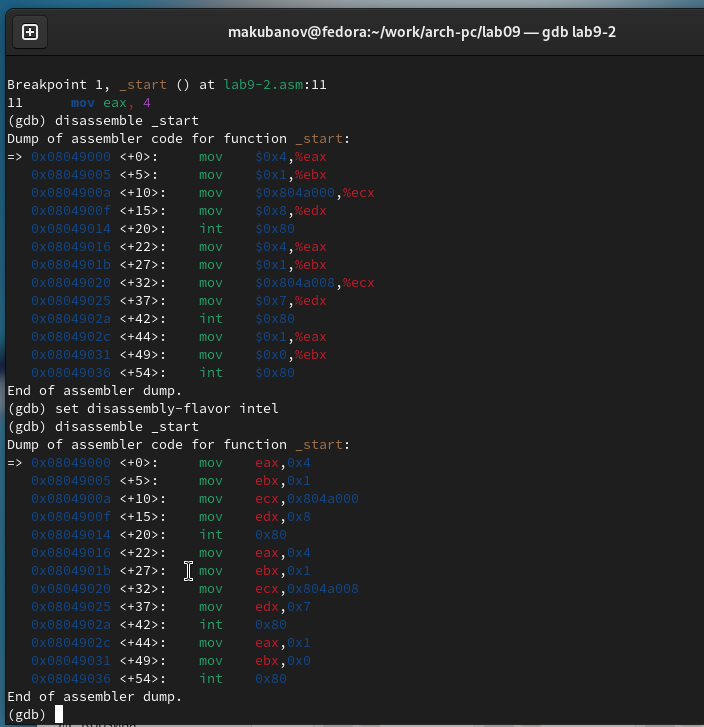 makubanov@fedora:~/work/arch-pc/lab09 — gdb lab9-2
Breakpoint 1, _start () at lab9-2.asm:11
11      mov eax, 4
(gdb) disassemble _start
Dump of assembler code for function _start:
=> 0x08049000 <+0>:     mov    $0x4,%eax
   0x08049005 <+5>:     mov    $0x1,%ebx
   0x0804900a <+10>:    mov    $0x804a000,%ecx
   0x0804900f <+15>:    mov    $0x8,%edx
   0x08049014 <+20>:    int    $0x80
   0x08049016 <+22>:    mov    $0x4,%eax
   0x0804901b <+27>:    mov    $0x1,%ebx
   0x08049020 <+32>:    mov    $0x804a008,%ecx
   0x08049025 <+37>:    mov    $0x7,%edx
   0x0804902a <+42>:    int    $0x80
   0x0804902c <+44>:    mov    $0x1,%eax
   0x08049031 <+49>:    mov    $0x0,%ebx
   0x08049036 <+54>:    int    $0x80
End of assembler dump.
(gdb) set disassembly-flavor intel
(gdb) disassemble _start
Dump of assembler code for function _start:
=> 0x08049000 <+0>:     mov    eax,0x4
   0x08049005 <+5>:     mov    ebx,0x1
   0x0804900a <+10>:    mov    ecx,0x804a000
   0x0804900f <+15>:    mov    edx,0x8
   0x08049014 <+20>:    int    0x80
   0x08049016 <+22>:    mov    eax,0x4
   0x0804901b <+27>:    mov    ebx,0x1
   0x08049020 <+32>:    mov    ecx,0x804a008
   0x08049025 <+37>:    mov    edx,0x7
   0x0804902a <+42>:    int    0x80
   0x0804902c <+44>:    mov    eax,0x1
   0x08049031 <+49>:    mov    ebx,0x0
   0x08049036 <+54>:    int    0x80
End of assembler dump.
(gdb)